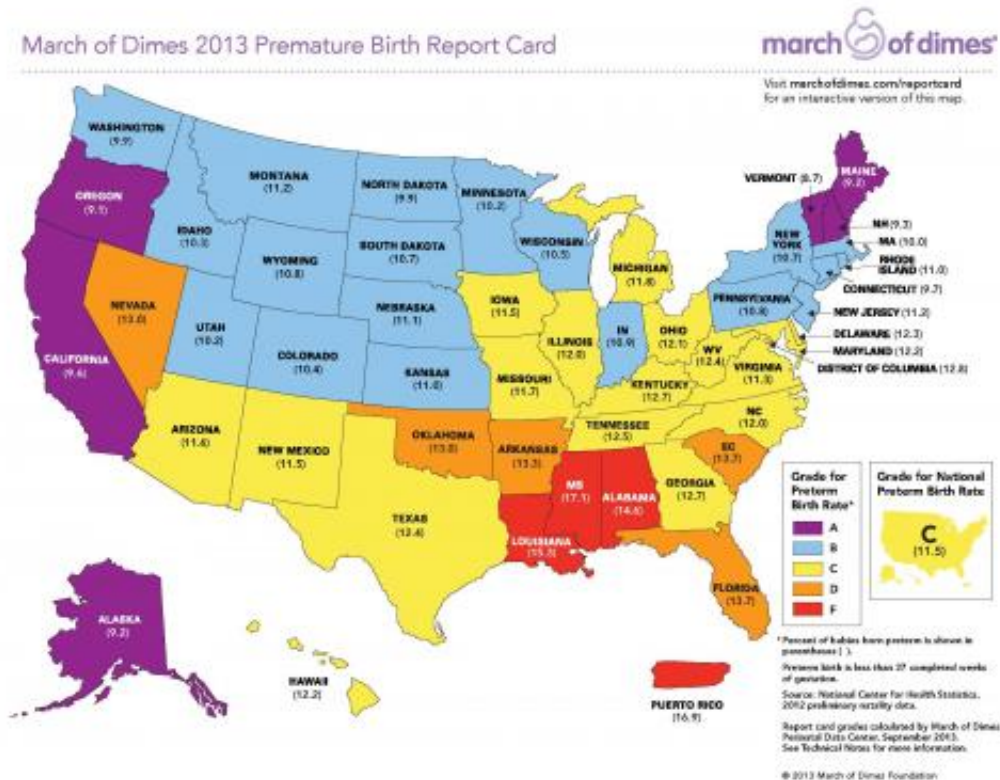 March of Dimes 2013 Premature Birth Report Card
march of dimes®
Visit marchofdimes.com/reportcard
for an interactive version of this map.
WASHINGTON
(9.9)
MONTANA
(11.2)
NORTH DAKOTA
(9.9)
MINNESOTA
(10.2)
VERMONT (8.7)
MAINE
(9.2)
OREGON
(9.1)
IDAHO
(10.3)
WYOMING
(10.8)
SOUTH DAKOTA
(10.7)
WISCONSIN
(10.5)
MICHIGAN
(11.8)
NEW
YORK
(10.7)
NH (9.3)
MA (10.0)
RHODE
ISLAND (11.0)
CONNECTICUT (9.7)
NEW JERSEY (11.2)
DELAWARE (12.3)
MARYLAND (12.2)
DISTRICT OF COLUMBIA (12.8)
PENNSYLVANIA
(10.8)
NEVADA
(13.0)
UTAH
(10.2)
COLORADO
(10.4)
NEBRASKA
(11.1)
KANSAS
(11.0)
IOWA
(11.5)
ILLINOIS
(12.0)
IN
(10.9)
OHIO
(12.1)
WV
(12.4)
VIRGINIA
(11.3)
CALIFORNIA
(9.6)
MISSOURI
(11.7)
KENTUCKY
(12.7)
ARIZONA
(11.6)
NEW MEXICO
(11.5)
OKLAHOMA
(13.0)
ARKANSAS
(13.3)
TENNESSEE
(12.5)
NC
(12.0)
SC
(13.7)
MS
(17.1)
ALABAMA
(14.6)
GEORGIA
(12.7)
TEXAS
(12.4)
LOUISIANA
(15.3)
FLORIDA
(13.7)
ALASKA
(9.2)
HAWAII
(12.2)
PUERTO RICO
(16.9)
Grade for
Preterm
Birth Rate*
A
B
C
D
F
Grade for National
Preterm Birth Rate
C
(11.5)
*Percent of babies born preterm is shown in
parentheses ( ).
Preterm birth is less than 37 completed weeks
of gestation.
Source: National Center for Health Statistics,
2012 preliminary natality data.
Report card grades calculated by March of Dimes
Perinatal Data Center, September 2013.
See Technical Notes for more information.
© 2013 March of Dimes Foundation